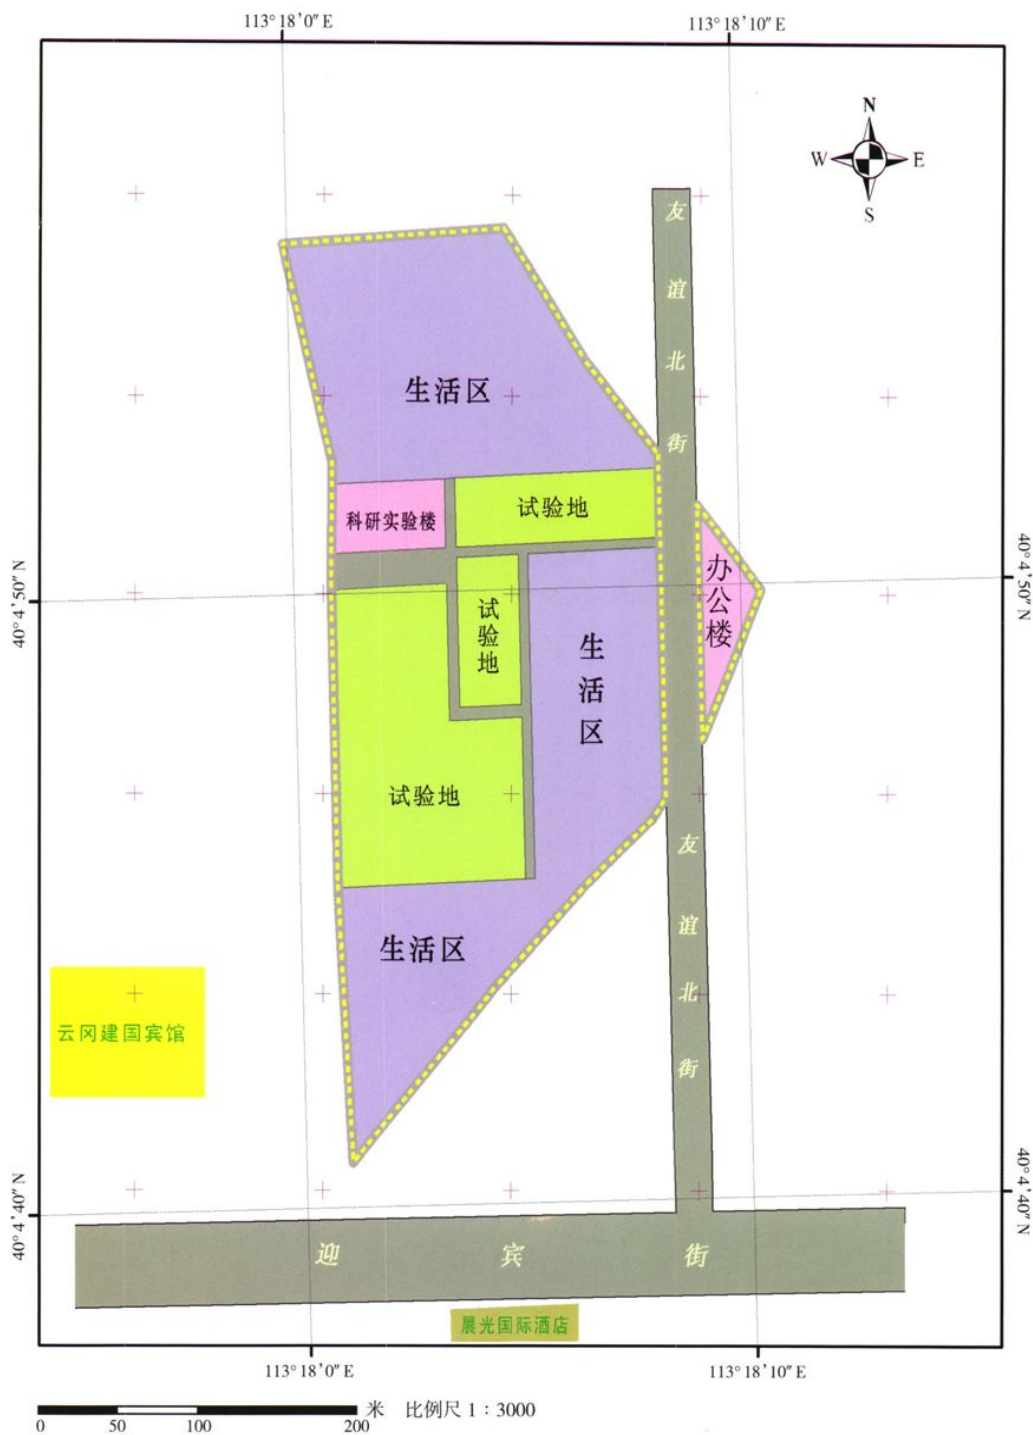 113°18′0″E
113°18′10″E
N
W
E
S
友谊北街
生活区
科研实验楼
试验地
办公楼
40°4′50″N
40°4′50″N
试验地
生活区
试验地
友谊北街
生活区
云冈建国宾馆
40°4′40″N
40°4′40″N
迎宾街
晨光国际酒店
113°18′0″E
113°18′10″E
米 比例尺 1：3000
0 50 100 200